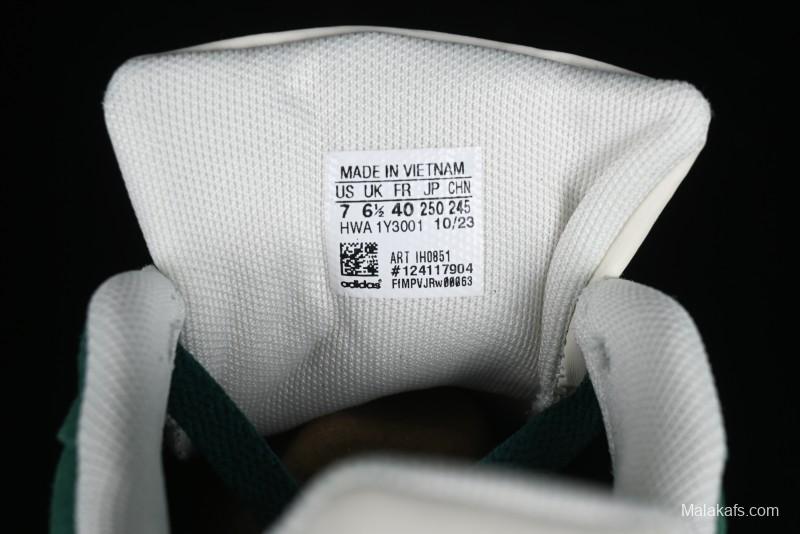 MADE IN VIETNAM
US UK FR JP CHN
7 6½ 40 250 245
HWA 1Y3001 10/23
ART IH0851
#124117904
adidas FfMPVJRw00063
Malakafs.com